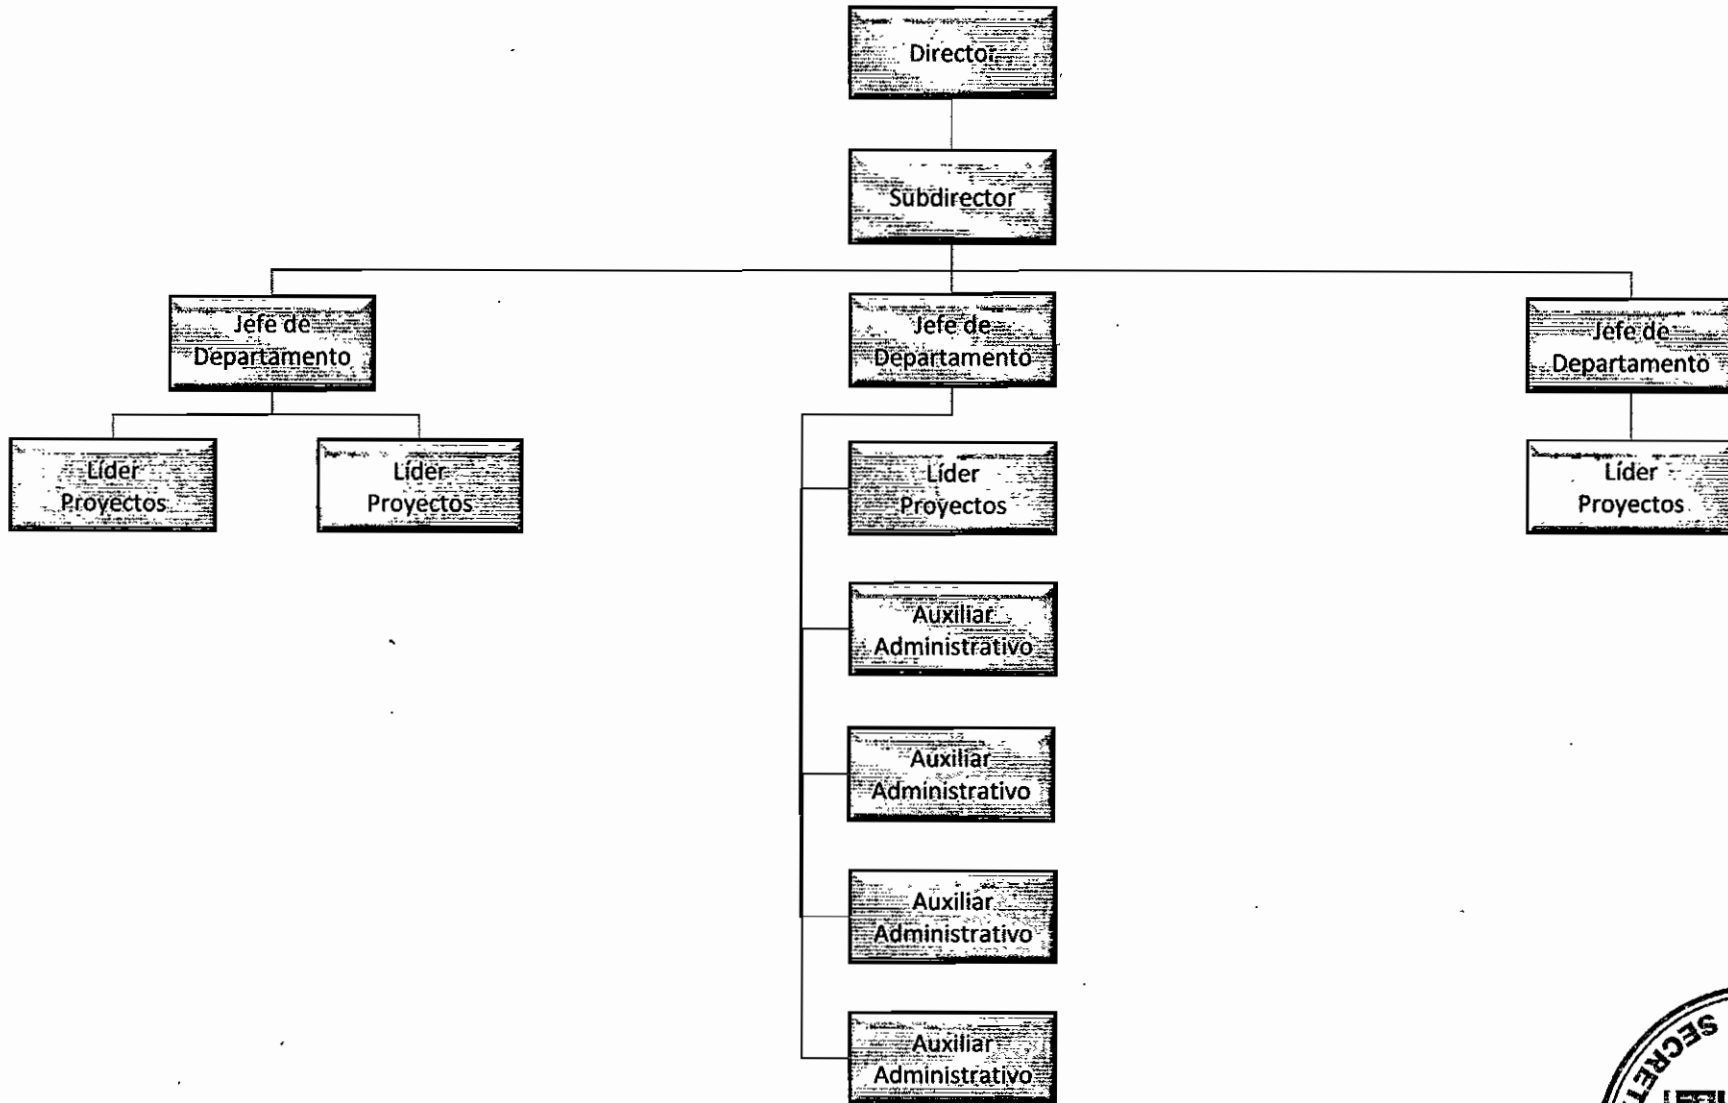 Director
Subdirector
Jefe de
Departamento
Jefe de
Departamento
Jefe de
Departamento
Líder
Proyectos
Líder
Proyectos
Líder
Proyectos
Líder
Proyectos
Auxiliar
Administrativo
Auxiliar
Administrativo
Auxiliar
Administrativo
Auxiliar
Administrativo